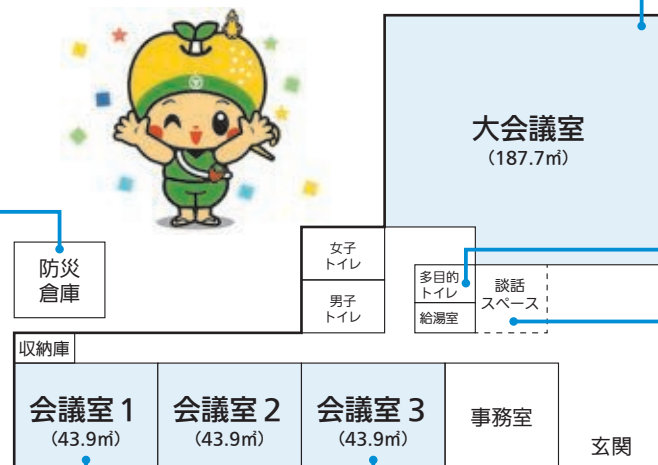 大会議室
(187.7㎡)
防災
倉庫
女子
トイレ
男子
トイレ
多目的
トイレ
給湯室
談話
スペース
収納庫
会議室1
(43.9㎡)
会議室2
(43.9㎡)
会議室3
(43.9㎡)
事務室
玄関